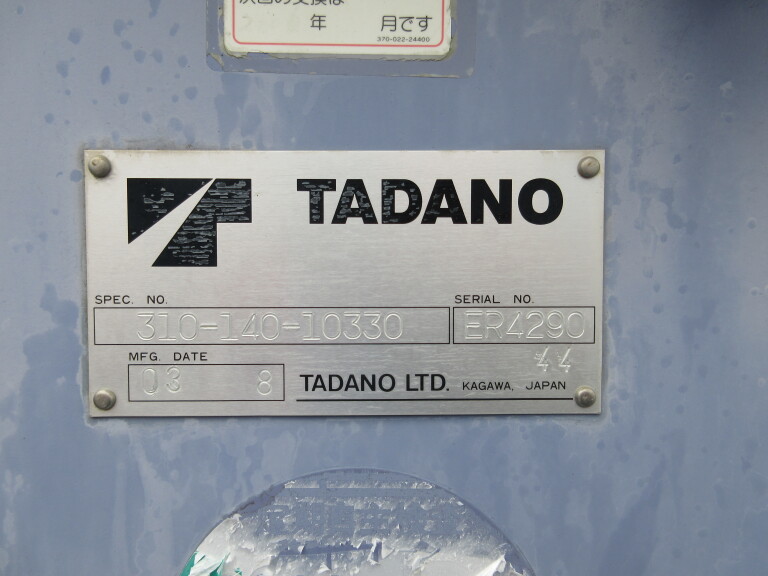 年 月です
370-022-24400
TADANO
SPEC. NO. SERIAL NO.
310-140-10330 ER4290
MFG. DATE 44
03 8 TADANO LTD. KAGAWA, JAPAN